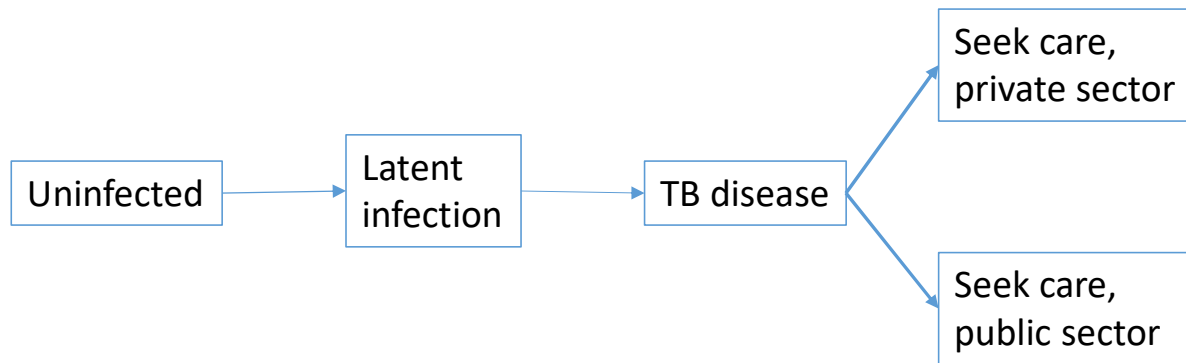 Uninfected
Latent
infection
TB disease
Seek care,
private sector
Seek care,
public sector